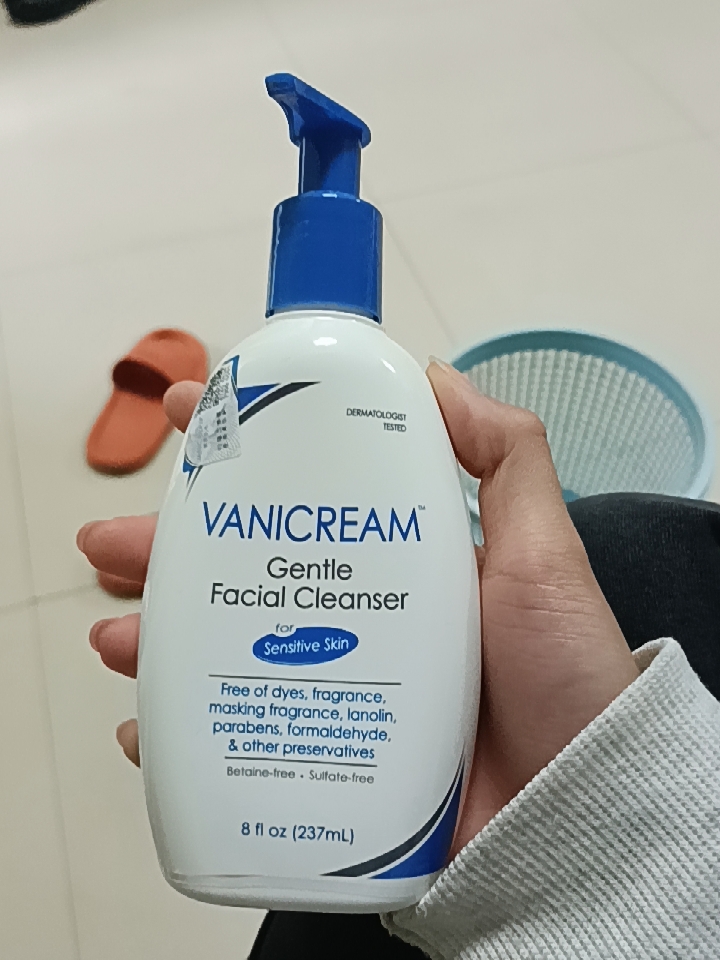 DERMATOLOGIST
TESTED
VANICREAM™
Gentle
Facial Cleanser
for
Sensitive Skin
Free of dyes, fragrance,
masking fragrance, lanolin,
parabens, formaldehyde,
& other preservatives
Betaine-free • Sulfate-free
8 fl oz (237mL)